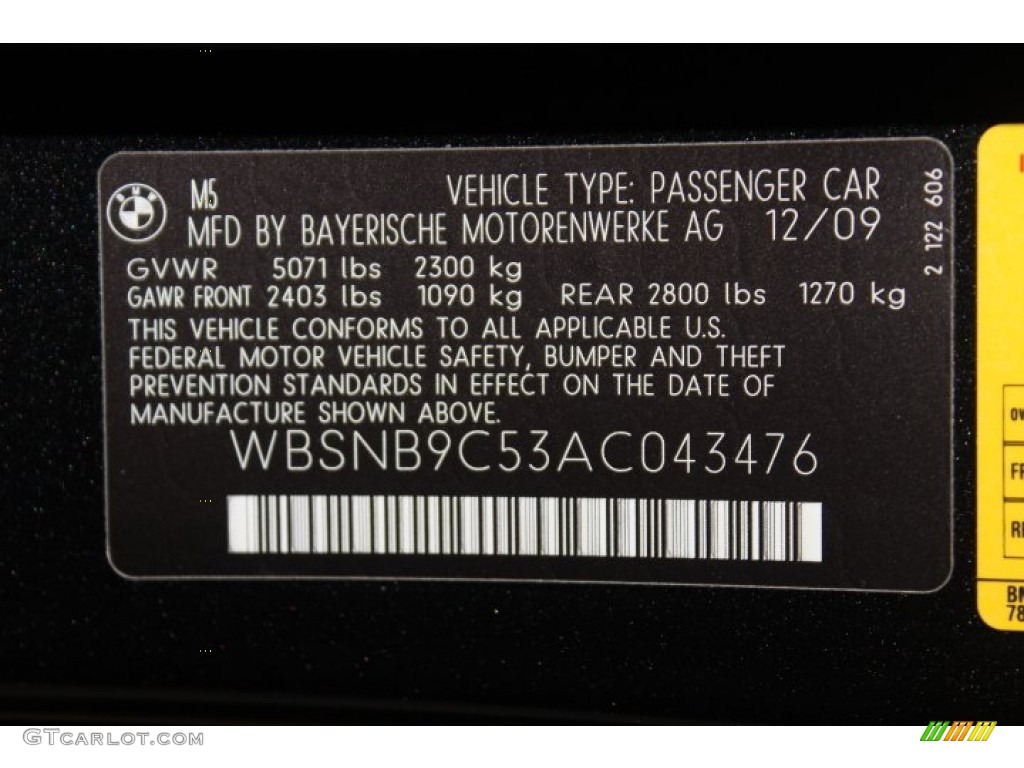 M5 VEHICLE TYPE: PASSENGER CAR
MFD BY BAYERISCHE MOTORENWERKE AG 12/09
2 122 606
GVWR 5071 lbs 2300 kg
GAWR FRONT 2403 lbs 1090 kg REAR 2800 lbs 1270 kg
THIS VEHICLE CONFORMS TO ALL APPLICABLE U.S.
FEDERAL MOTOR VEHICLE SAFETY, BUMPER AND THEFT
PREVENTION STANDARDS IN EFFECT ON THE DATE OF
MANUFACTURE SHOWN ABOVE.
WBSNB9C53AC043476
BMW
GTCARLOT.COM